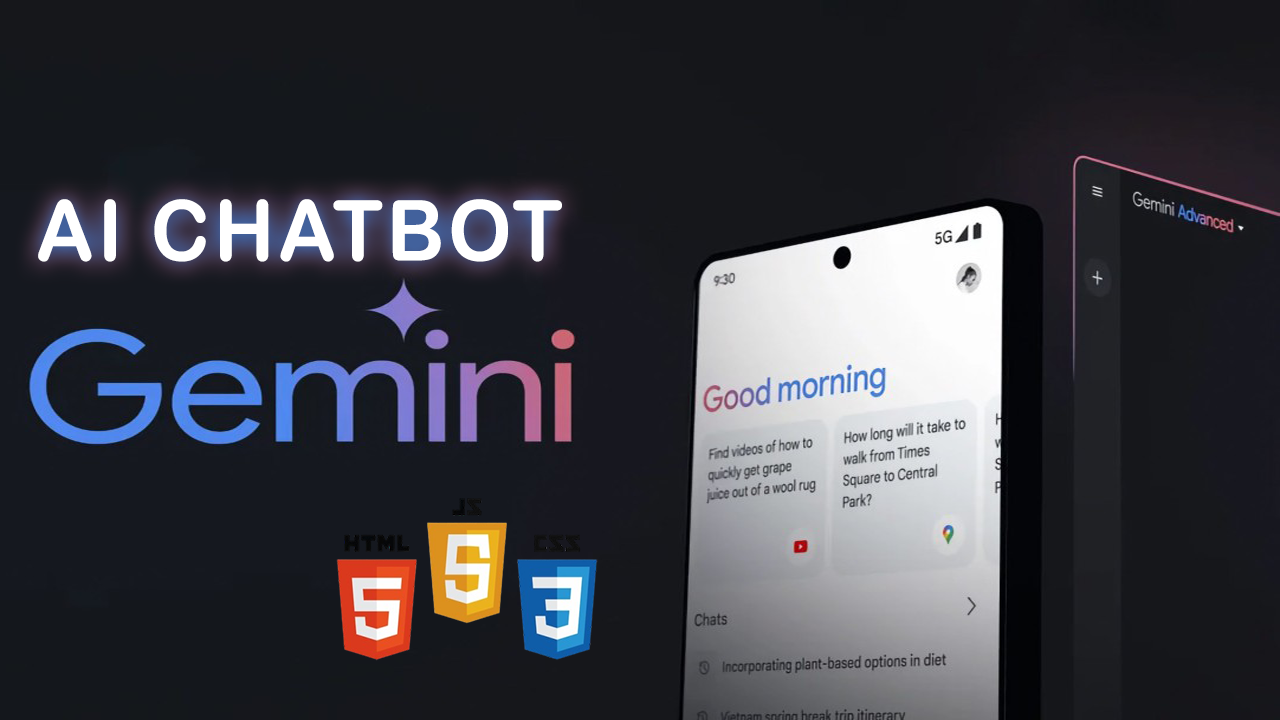 AI CHATBOT
Gemini
HTML
JS
CSS
5
5
3
9:30
5G
Good morning
Find videos of how to
quickly get grape
juice out of a wool rug
How long will it take to
walk from Times
Square to Central
Park?
Chats
Incorporating plant-based options in diet
Vietnam spring break trip itinerary
Gemini Advanced